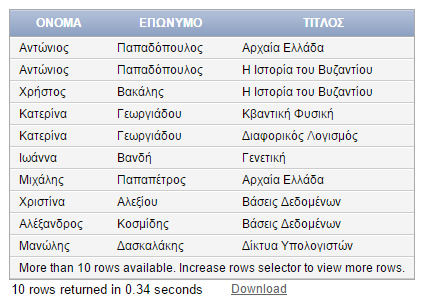 ΟΝΟΜΑ ΕΠΩΝΥΜΟ ΤΙΤΛΟΣ
Αντώνιος Παπαδόπουλος Αρχαία Ελλάδα
Αντώνιος Παπαδόπουλος Η Ιστορία του Βυζαντίου
Χρήστος Βακάλης Η Ιστορία του Βυζαντίου
Κατερίνα Γεωργιάδου Κβαντική Φυσική
Κατερίνα Γεωργιάδου Διαφορικός Λογισμός
Ιωάννα Βανδή Γενετική
Μιχάλης Παπαπέτρος Αρχαία Ελλάδα
Χριστίνα Αλεξίου Βάσεις Δεδομένων
Αλέξανδρος Κοσμίδης Βάσεις Δεδομένων
Μανώλης Δασκαλάκης Δίκτυα Υπολογιστών
More than 10 rows available. Increase rows selector to view more rows.
10 rows returned in 0.34 seconds Download